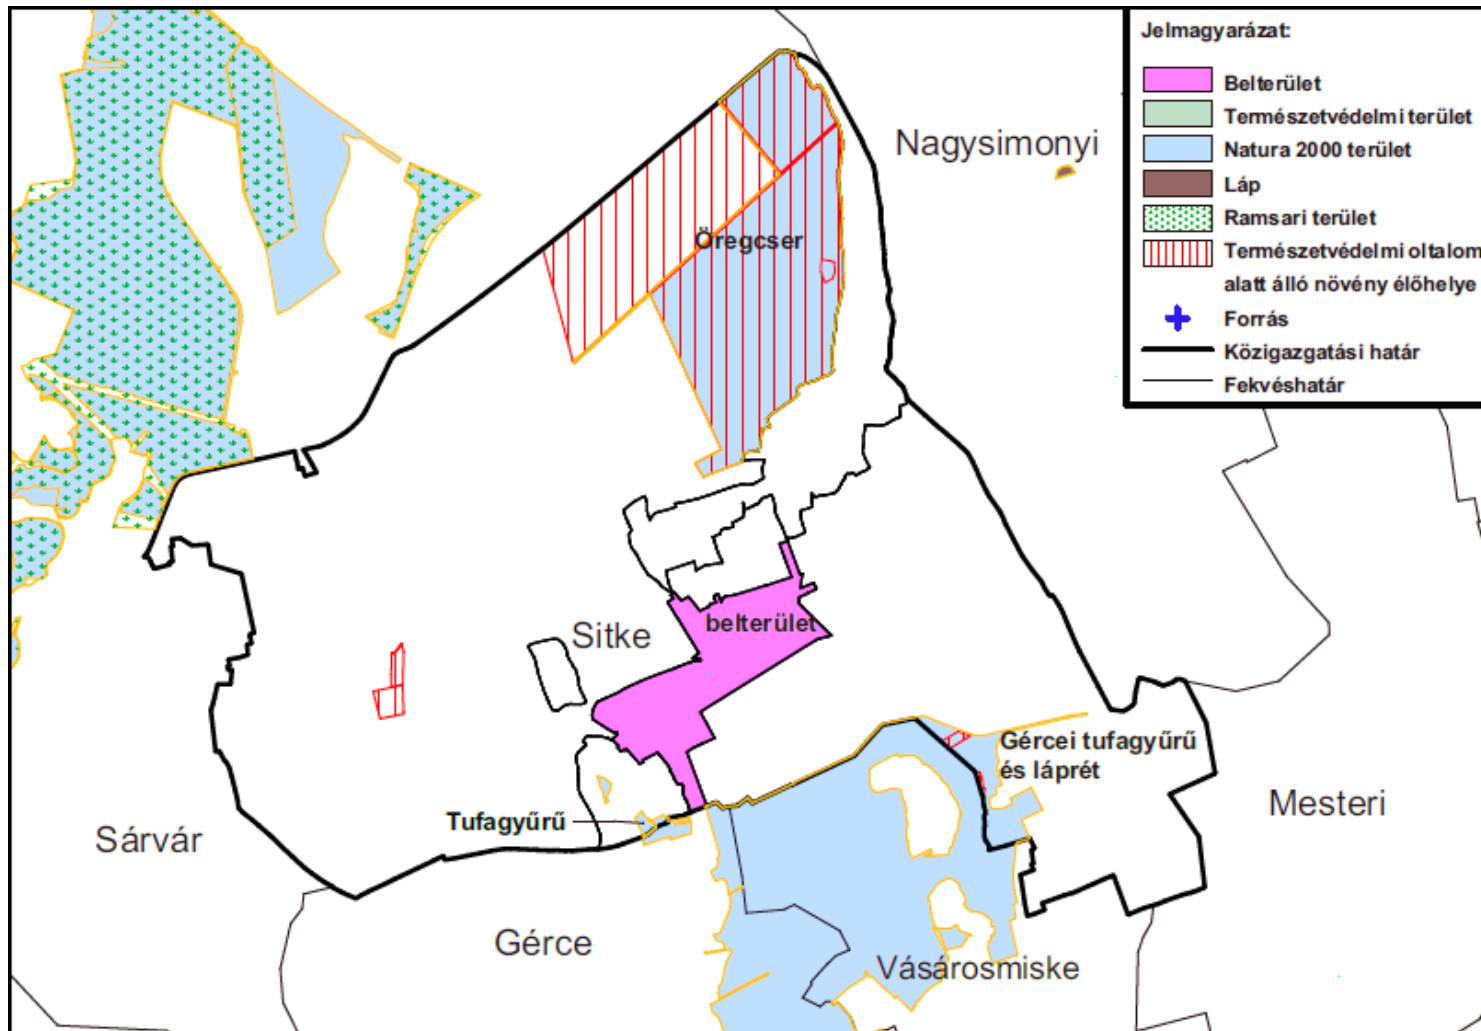 Jelmagyarázat:
Belterület
Természetvédelmi terület
Natura 2000 terület
Láp
Ramsari terület
Természetvédelmi oltalom
alatt álló növény élőhelye
Forrás
Közigazgatási határ
Fekvéshatár
Nagysimonyi
Öregcser
belterület
Sitke
Gércei tufagyűrű
és láprét
Mesteri
Tufagyűrű
Sárvár
Gérce
Vásárosmiske